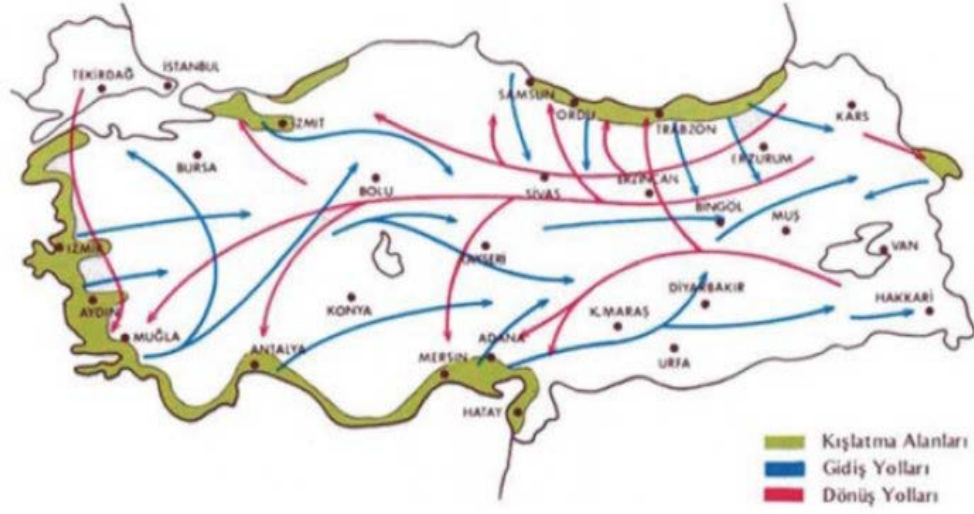 TEKİRDAĞ
İSTANBUL
SAMSUN
ORDU
TRABZON
KARS
İZMİT
BURSA
BOLU
SİVAS
ERZİNCAN
ERZURUM
BİNGÖL
MUŞ
VAN
İZMİR
KAYSERİ
AYDIN
MUĞLA
KONYA
ANTALYA
MERSİN
ADANA
K.MARAŞ
DİYARBAKIR
HAKKARİ
URFA
HATAY
Kışlatma Alanları
Gidiş Yolları
Dönüş Yolları